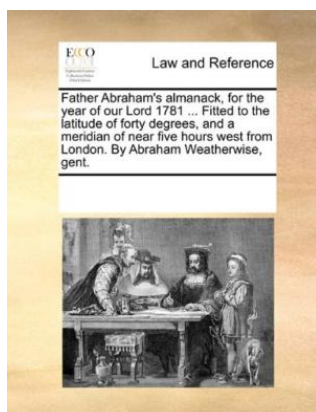 ECCO
Law and Reference
Father Abraham's almanack, for the
year of our Lord 1781 ... Fitted to the
latitude of forty degrees, and a
meridian of near five hours west from
London. By Abraham Weatherwise,
gent.